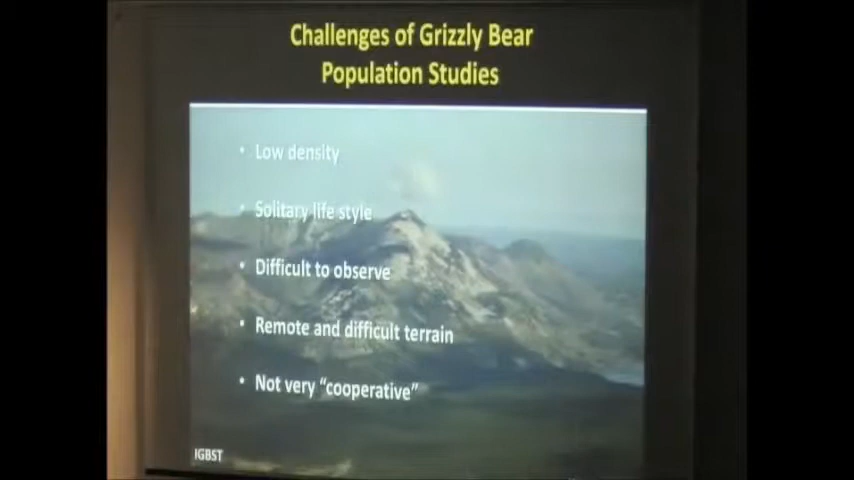 Challenges of Grizzly Bear
Population Studies
• Low density
• Solitary life style
• Difficult to observe
• Remote and difficult terrain
• Not very “cooperative”
IGBST